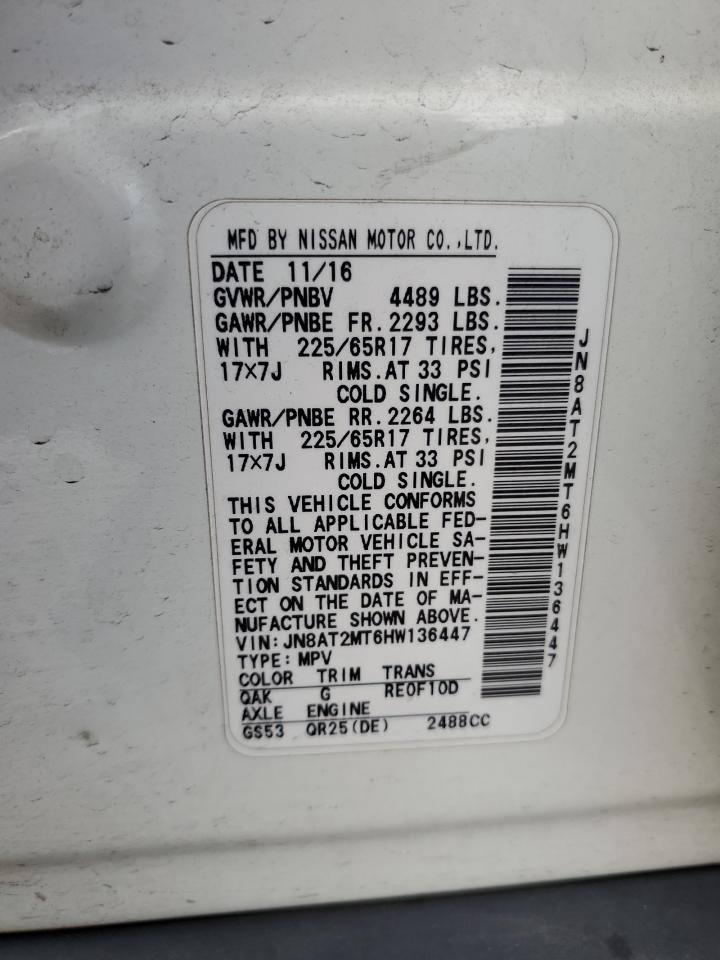 MFD BY NISSAN MOTOR CO.,LTD.
DATE 11/16
GVWR/PNBV 4489 LBS.
GAWR/PNBE FR. 2293 LBS.
WITH 225/65R17 TIRES,
17×7J RIMS. AT 33 PSI
COLD SINGLE.
GAWR/PNBE RR. 2264 LBS.
WITH 225/65R17 TIRES,
17×7J RIMS. AT 33 PSI
COLD SINGLE.
THIS VEHICLE CONFORMS
TO ALL APPLICABLE FED-
ERAL MOTOR VEHICLE SA-
FETY AND THEFT PREVEN-
TION STANDARDS IN EFF-
ECT ON THE DATE OF MA-
NUFACTURE SHOWN ABOVE.
VIN: JN8AT2MT6HW136447
TYPE: MPV
COLOR TRIM TRANS
QAK G RE0F10D
AXLE ENGINE
GS53 QR25(DE) 2488CC
JN8AT2MT6HW136447